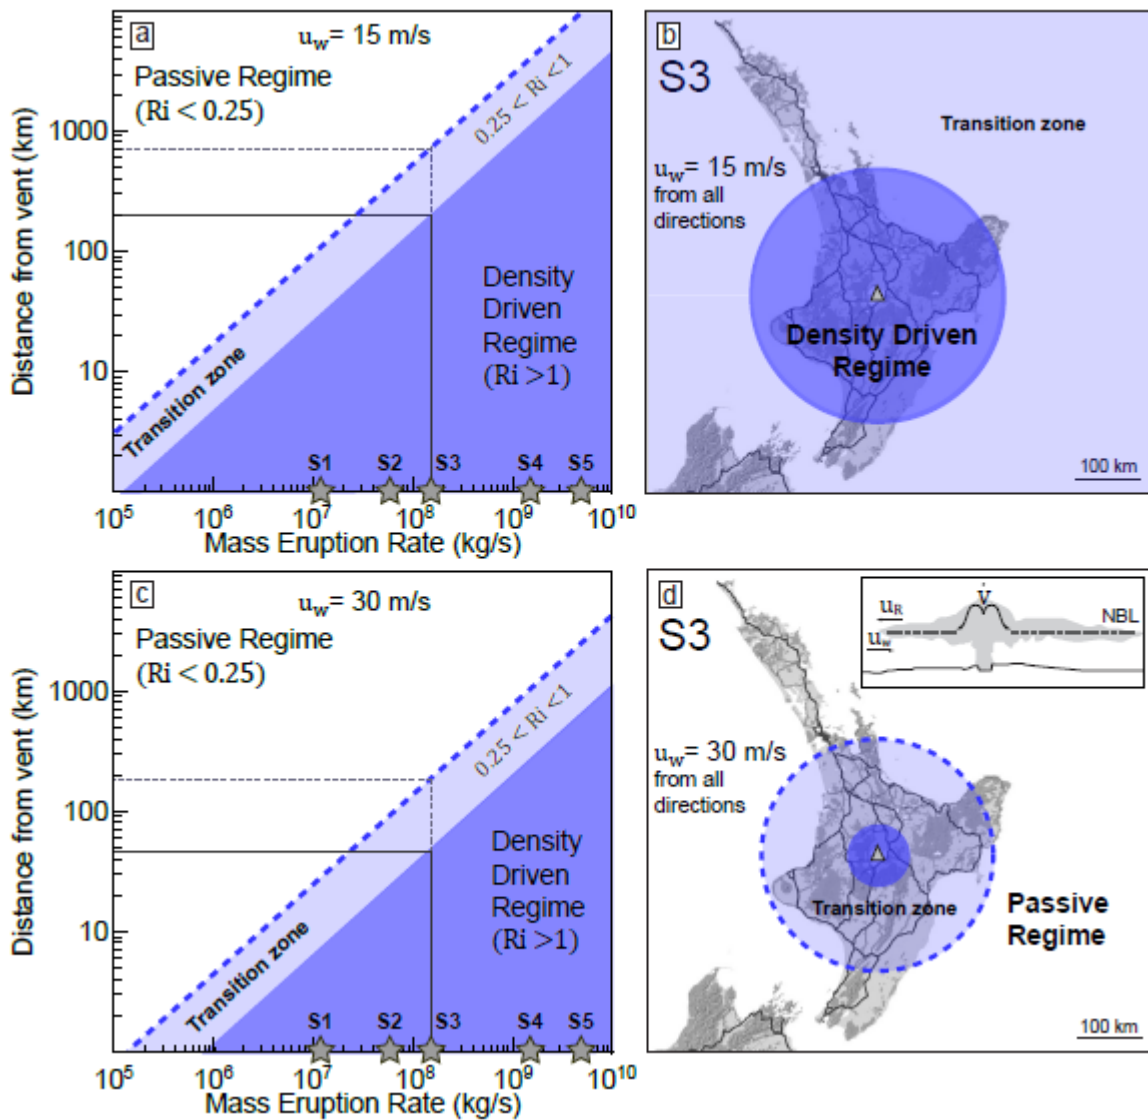 a
u_w= 15 m/s
Passive Regime
(Ri < 0.25)
0.25 < Ri <1
Transition zone
Density
Driven
Regime
(Ri >1)
S1 S2 S3 S4 S5
1000
100
10
Distance from vent (km)
10^5 10^6 10^7 10^8 10^9 10^10
Mass Eruption Rate (kg/s)
b
S3
Transition zone
u_w= 15 m/s
from all
directions
Density Driven
Regime
100 km
c
u_w= 30 m/s
Passive Regime
(Ri < 0.25)
0.25 < Ri <1
Transition zone
Density
Driven
Regime
(Ri >1)
S1 S2 S3 S4 S5
1000
100
10
Distance from vent (km)
10^5 10^6 10^7 10^8 10^9 10^10
Mass Eruption Rate (kg/s)
d
S3
V̇
u_R
NBL
u_w
u_w= 30 m/s
from all
directions
Transition zone
Passive
Regime
100 km